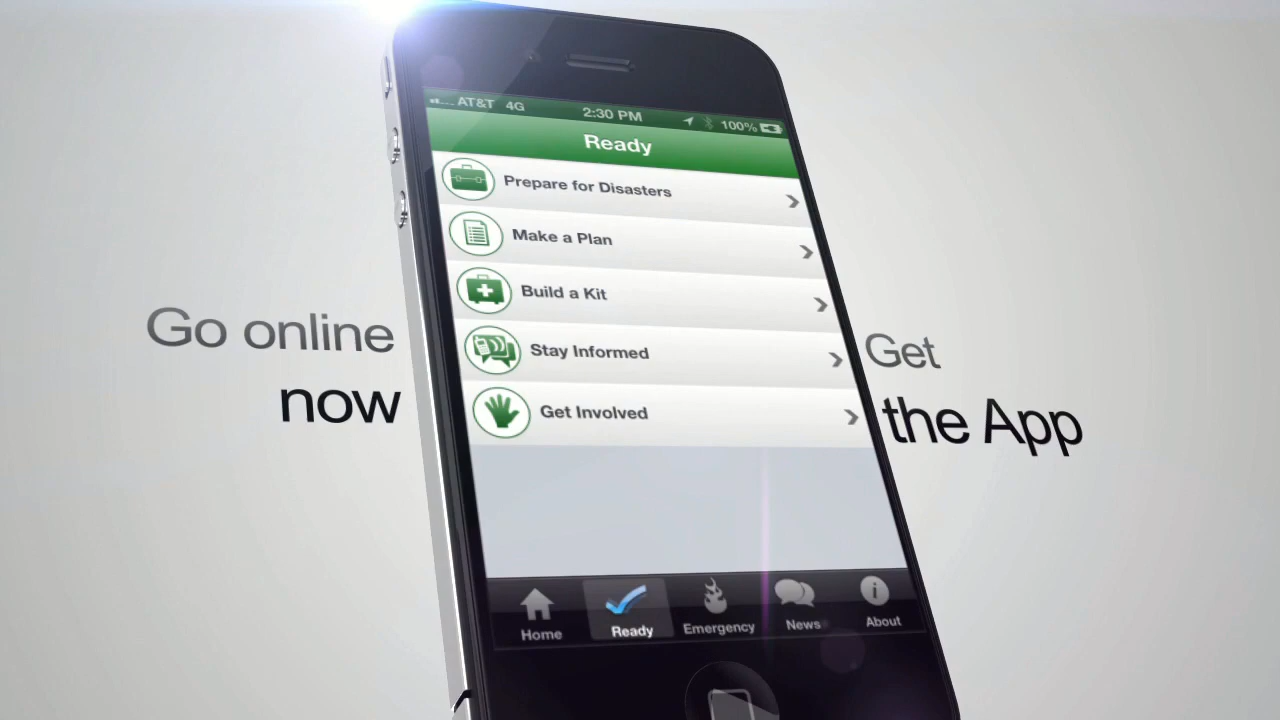 AT&T 4G 2:30 PM 100%
Ready
Prepare for Disasters
Make a Plan
Build a Kit
Stay Informed
Get Involved
Go online
now
Get
the App
Home Ready Emergency News About